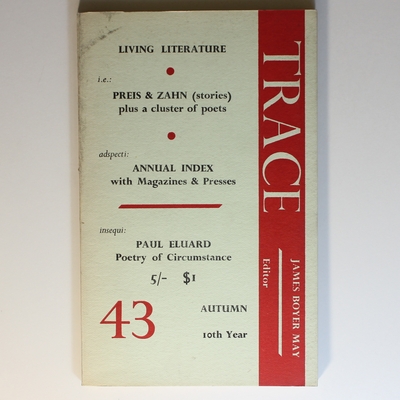 LIVING LITERATURE
i.e.:
PREIS & ZAHN (stories)
plus a cluster of poets
adspecti:
ANNUAL INDEX
with Magazines & Presses
insequi:
PAUL ELUARD
Poetry of Circumstance
5/- $1
43
AUTUMN
10th Year
TRACE
JAMES BOYER MAY
Editor